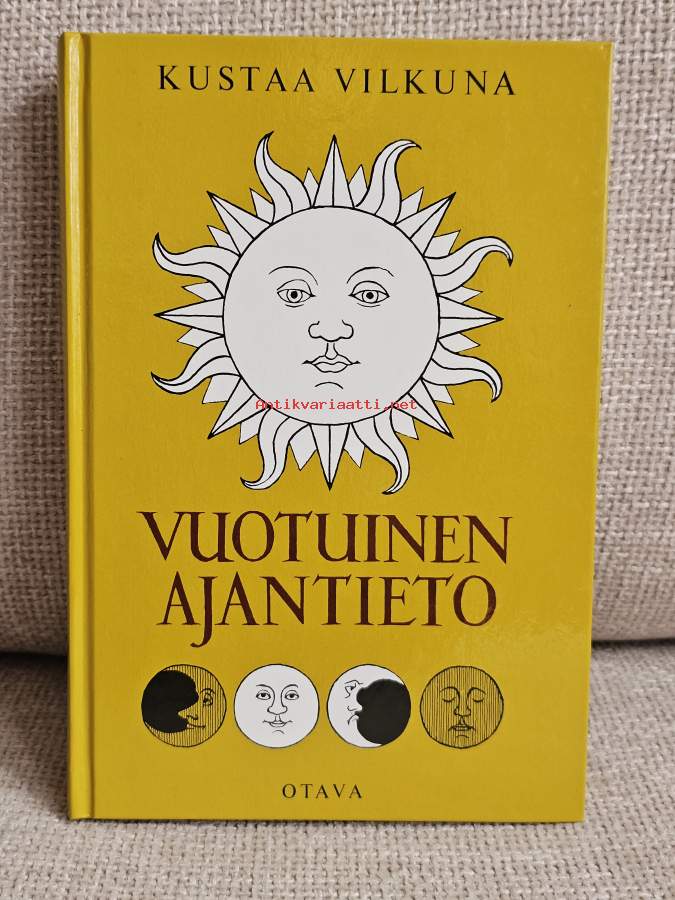 KUSTAA VILKUNA
Antikvariaatti.net
VUOTUINEN
AJANTIETO
OTAVA